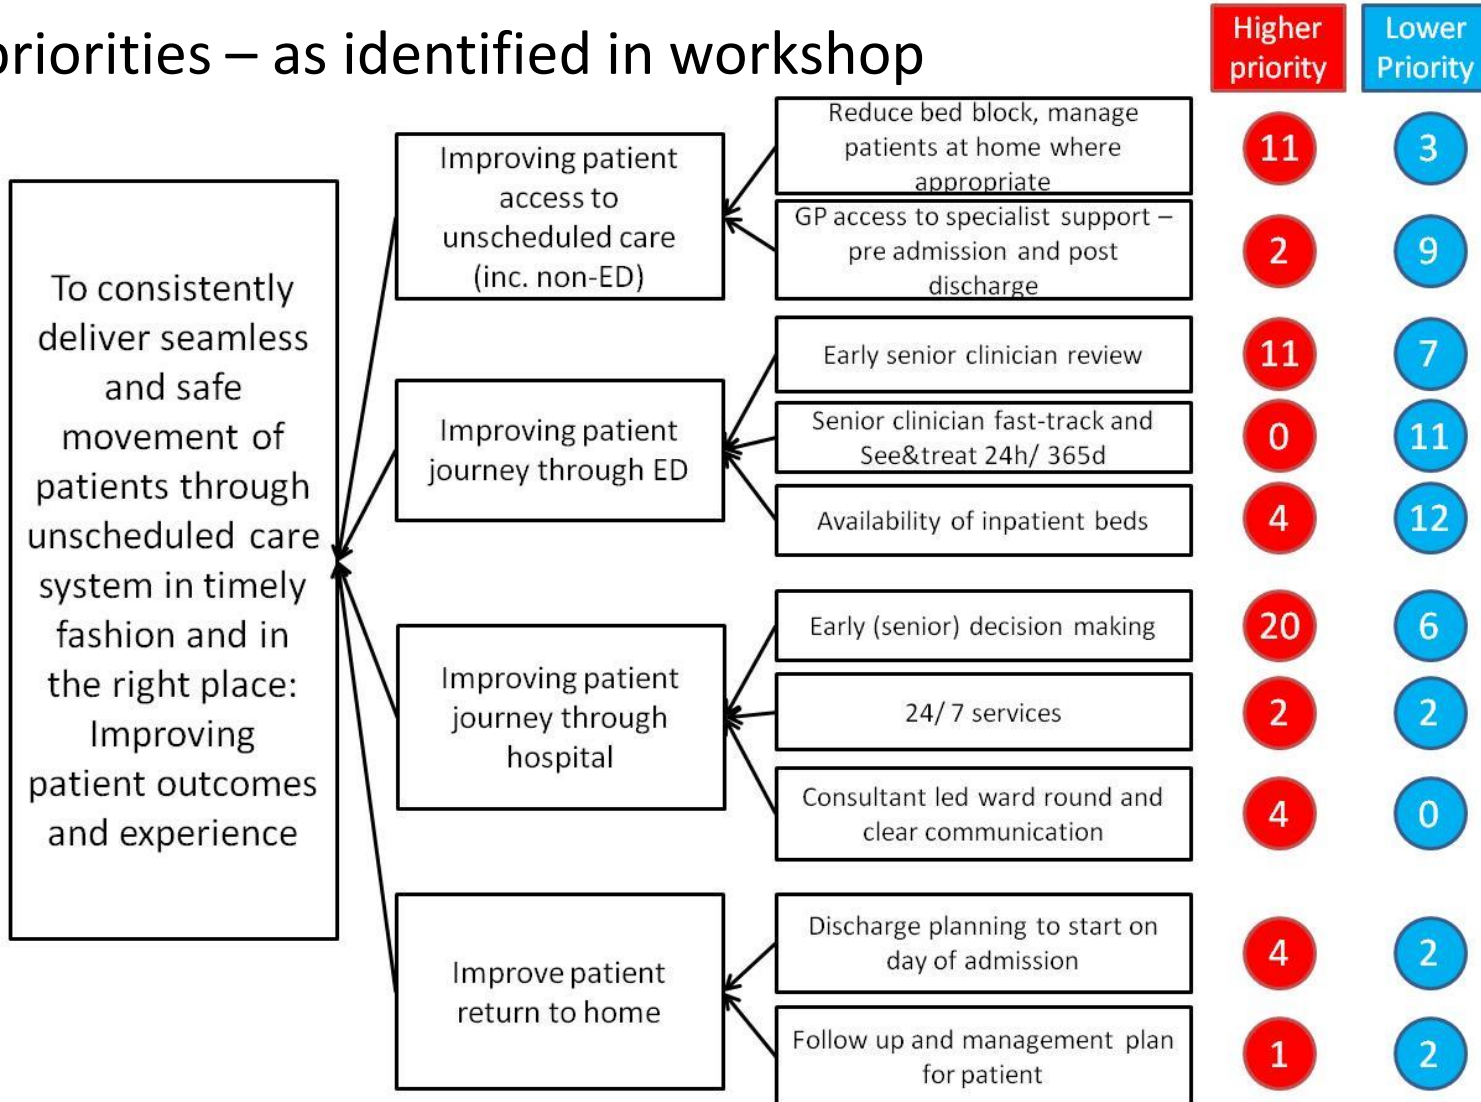 priorities – as identified in workshop
Higher
priority
Lower
Priority
To consistently
deliver seamless
and safe
movement of
patients through
unscheduled care
system in timely
fashion and in
the right place:
Improving
patient outcomes
and experience
Improving patient
access to
unscheduled care
(inc. non-ED)
Reduce bed block, manage
patients at home where
appropriate
11
3
GP access to specialist support –
pre admission and post
discharge
2
9
Improving patient
journey through ED
Early senior clinician review
11
7
Senior clinician fast-track and
See&treat 24h/ 365d
0
11
Availability of inpatient beds
4
12
Improving patient
journey through
hospital
Early (senior) decision making
20
6
24/ 7 services
2
2
Consultant led ward round and
clear communication
4
0
Improve patient
return to home
Discharge planning to start on
day of admission
4
2
Follow up and management plan
for patient
1
2